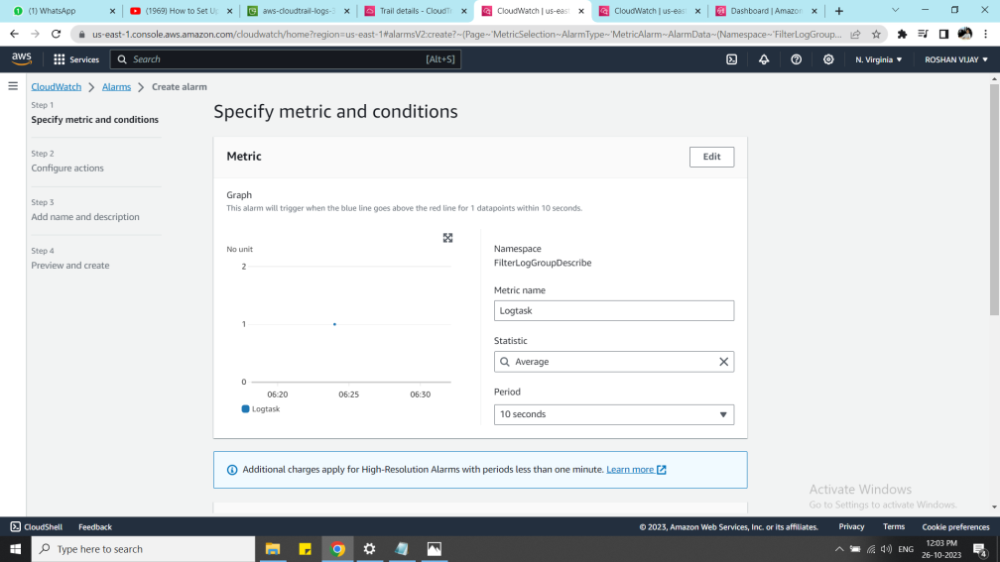 (1) WhatsApp
(1969) How to Set U
aws-cloudtrail-logs-
Trail details - CloudT
CloudWatch | us-eas
CloudWatch | us-eas
Dashboard | Amazon
us-east-1.console.aws.amazon.com/cloudwatch/home?region=us-east-1#alarmsV2:create?~(Page~'MetricSelection~AlarmType~'MetricAlarm~AlarmData~(Namespace~'FilterLogGroup...
aws
Services
Search
[Alt+S]
N. Virginia
ROSHAN VIJAY
CloudWatch
Alarms
Create alarm
Step 1
Specify metric and conditions
Step 2
Configure actions
Step 3
Add name and description
Step 4
Preview and create
Specify metric and conditions
Metric
Edit
Graph
This alarm will trigger when the blue line goes above the red line for 1 datapoints within 10 seconds.
No unit
2
1
0
06:20
06:25
06:30
Logtask
Namespace
FilterLogGroupDescribe
Metric name
Logtask
Statistic
Average
Period
10 seconds
Additional charges apply for High-Resolution Alarms with periods less than one minute. Learn more
Activate Windows
Go to Settings to activate Windows.
CloudShell
Feedback
© 2023, Amazon Web Services, Inc. or its affiliates.
Privacy
Terms
Cookie preferences
Type here to search
ENG
12:03 PM
26-10-2023
4